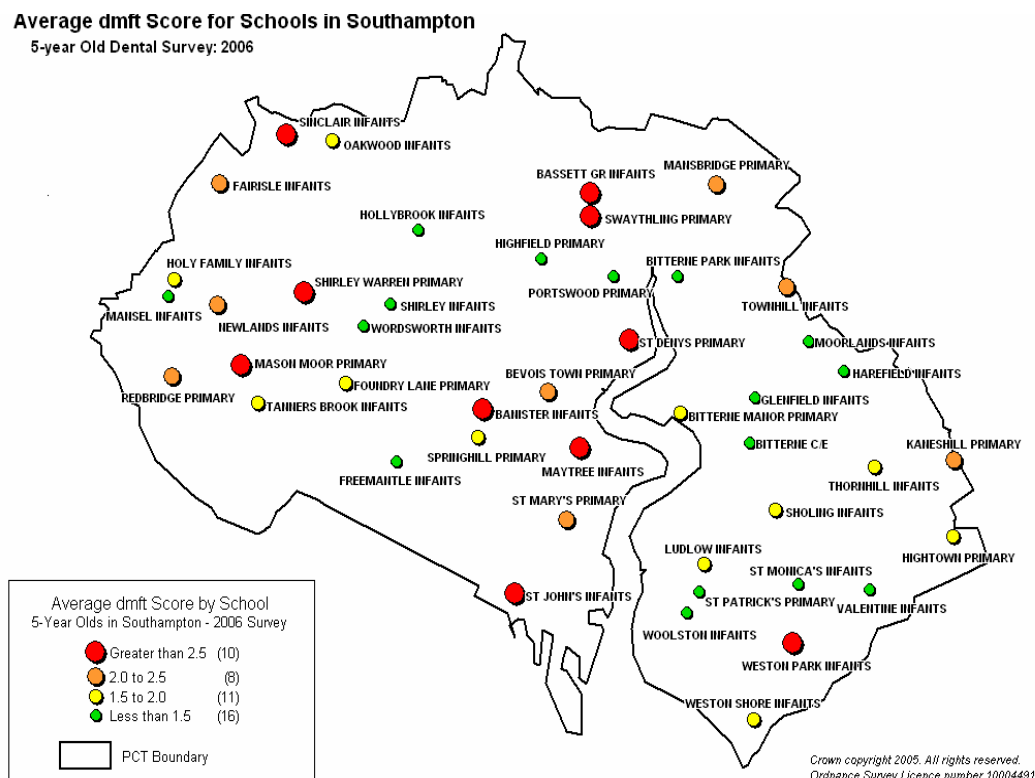 Average dmft Score for Schools in Southampton
5-year Old Dental Survey: 2006
SINCLAIR INFANTS
OAKWOOD INFANTS
MANSBRIDGE PRIMARY
BASSETT GR INFANTS
FAIRISLE INFANTS
HOLLYBROOK INFANTS
SWAYTHLING PRIMARY
HIGHFIELD PRIMARY
HOLY FAMILY INFANTS
BITTERNE PARK INFANTS
SHIRLEY WARREN PRIMARY
PORTSWOOD PRIMARY
TOWNHILL INFANTS
MANSEL INFANTS
SHIRLEY INFANTS
NEWLANDS INFANTS
WORDSWORTH INFANTS
ST DENYS PRIMARY
MOORLANDS INFANTS
MASON MOOR PRIMARY
BEVOIS TOWN PRIMARY
HAREFIELD INFANTS
FOUNDRY LANE PRIMARY
REDBRIDGE PRIMARY
TANNERS BROOK INFANTS
GLENFIELD INFANTS
BANISTER INFANTS
BITTERNE MANOR PRIMARY
BITTERNE C/E
KANESHILL PRIMARY
SPRINGHILL PRIMARY
MAYTREE INFANTS
FREEMANTLE INFANTS
THORNHILL INFANTS
ST MARY'S PRIMARY
SHOLING INFANTS
LUDLOW INFANTS
HIGHTOWN PRIMARY
ST MONICA'S INFANTS
ST JOHN'S INFANTS
ST PATRICK'S PRIMARY
VALENTINE INFANTS
WOOLSTON INFANTS
WESTON PARK INFANTS
WESTON SHORE INFANTS
Average dmft Score by School
5-Year Olds in Southampton - 2006 Survey
Greater than 2.5 (10)
2.0 to 2.5 (8)
1.5 to 2.0 (11)
Less than 1.5 (16)
PCT Boundary
Crown copyright 2005. All rights reserved.
Ordnance Survey Licence number 10004491